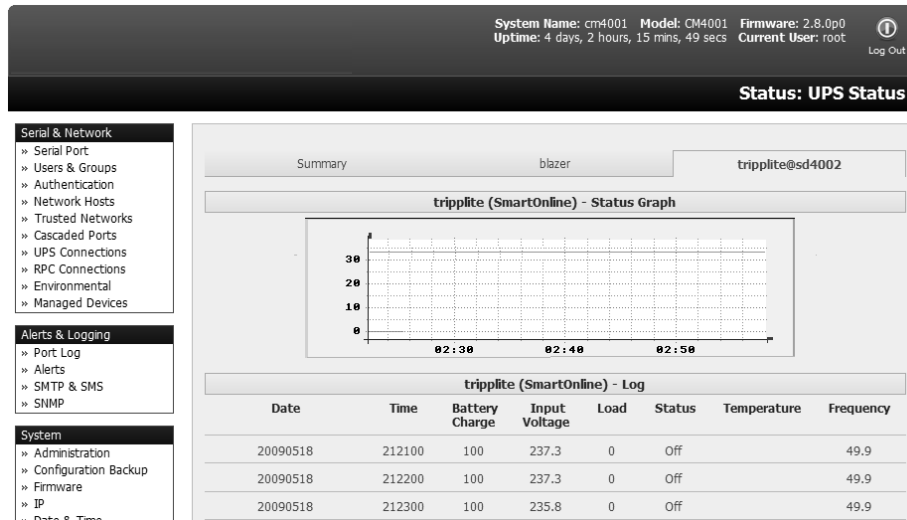 System Name: cm4001 Model: CM4001 Firmware: 2.8.0p0
Uptime: 4 days, 2 hours, 15 mins, 49 secs Current User: root
Log Out
Status: UPS Status
Serial & Network
» Serial Port
» Users & Groups
» Authentication
» Network Hosts
» Trusted Networks
» Cascaded Ports
» UPS Connections
» RPC Connections
» Environmental
» Managed Devices
Alerts & Logging
» Port Log
» Alerts
» SMTP & SMS
» SNMP
System
» Administration
» Configuration Backup
» Firmware
» IP
» Date & Time
Summary blazer tripplite@sd4002
tripplite (SmartOnline) - Status Graph
30
20
10
0
02:30 02:40 02:50
tripplite (SmartOnline) - Log
Date Time Battery Charge Input Voltage Load Status Temperature Frequency
20090518 212100 100 237.3 0 Off 49.9
20090518 212200 100 237.3 0 Off 49.9
20090518 212300 100 235.8 0 Off 49.9